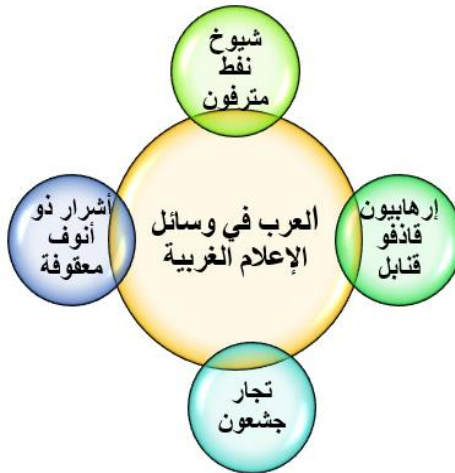 شيوخ
نفط
مترفون
إرهابيون
قاذفو
قنابل
العرب في وسائل
الإعلام الغربية
أشرار ذو
أنوف
معقوفة
تجار
جشعون